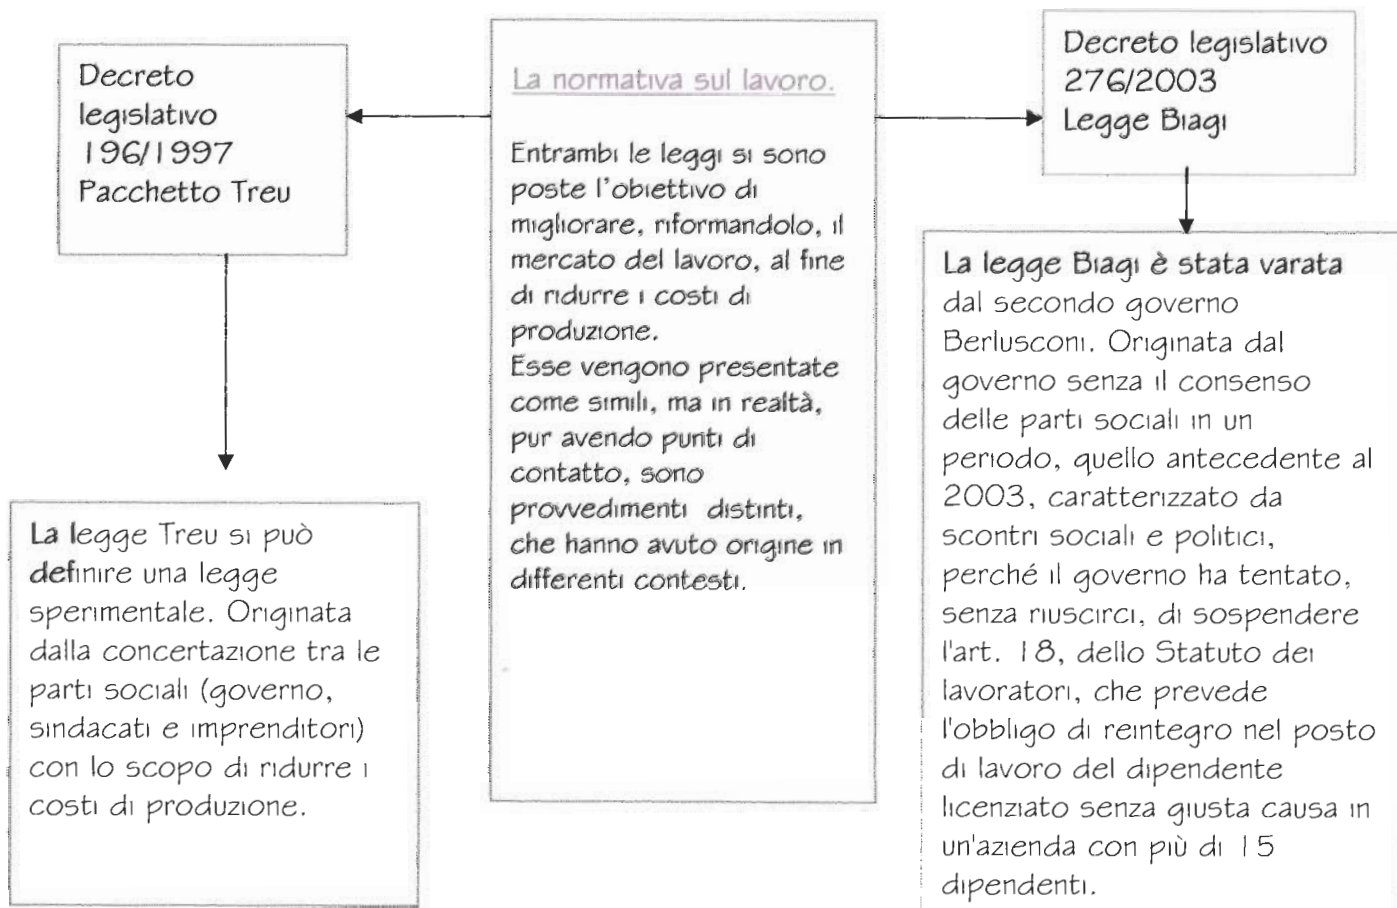 Decreto
legislativo
196/1997
Pacchetto Treu
La legge Treu si può
definire una legge
sperimentale. Originata
dalla concertazione tra le
parti sociali (governo,
sindacati e imprenditori)
con lo scopo di ridurre i
costi di produzione.
La normativa sul lavoro.
Entrambi le leggi si sono
poste l'obiettivo di
migliorare, riformandolo, il
mercato del lavoro, al fine
di ridurre i costi di
produzione.
Esse vengono presentate
come simili, ma in realtà,
pur avendo punti di
contatto, sono
provvedimenti distinti,
che hanno avuto origine in
differenti contesti.
Decreto legislativo
276/2003
Legge Biagi
La legge Biagi è stata varata
dal secondo governo
Berlusconi. Originata dal
governo senza il consenso
delle parti sociali in un
periodo, quello antecedente al
2003, caratterizzato da
scontri sociali e politici,
perché il governo ha tentato,
senza riuscirci, di sospendere
l'art. 18, dello Statuto dei
lavoratori, che prevede
l'obbligo di reintegro nel posto
di lavoro del dipendente
licenziato senza giusta causa in
un'azienda con più di 15
dipendenti.